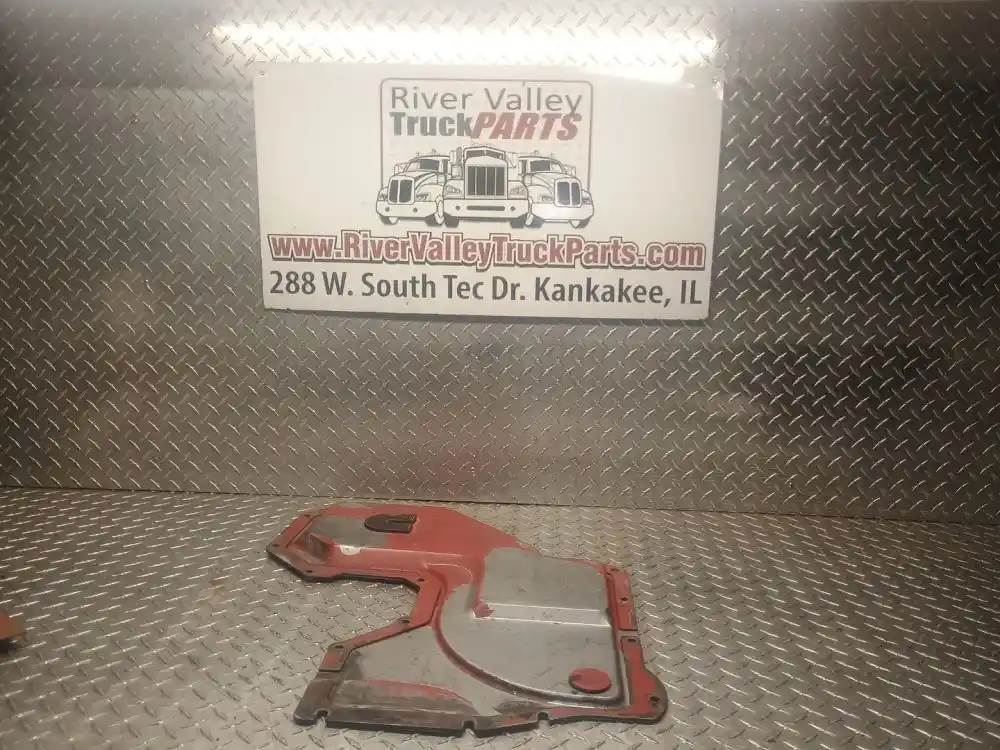 River Valley
TruckPARTS
www.RiverValleyTruckParts.com
288 W. South Tec Dr. Kankakee, IL